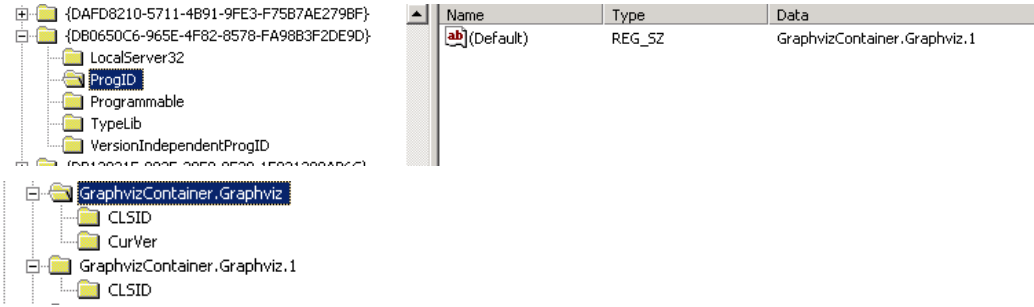 {DAFD8210-5711-4B91-9FE3-F75B7AE279BF}
{DB0650C6-965E-4F82-8578-FA98B3F2DE9D}
LocalServer32
ProgID
Programmable
TypeLib
VersionIndependentProgID
Name Type Data
ab (Default) REG_SZ GraphvizContainer.Graphviz.1
GraphvizContainer.Graphviz
CLSID
CurVer
GraphvizContainer.Graphviz.1
CLSID